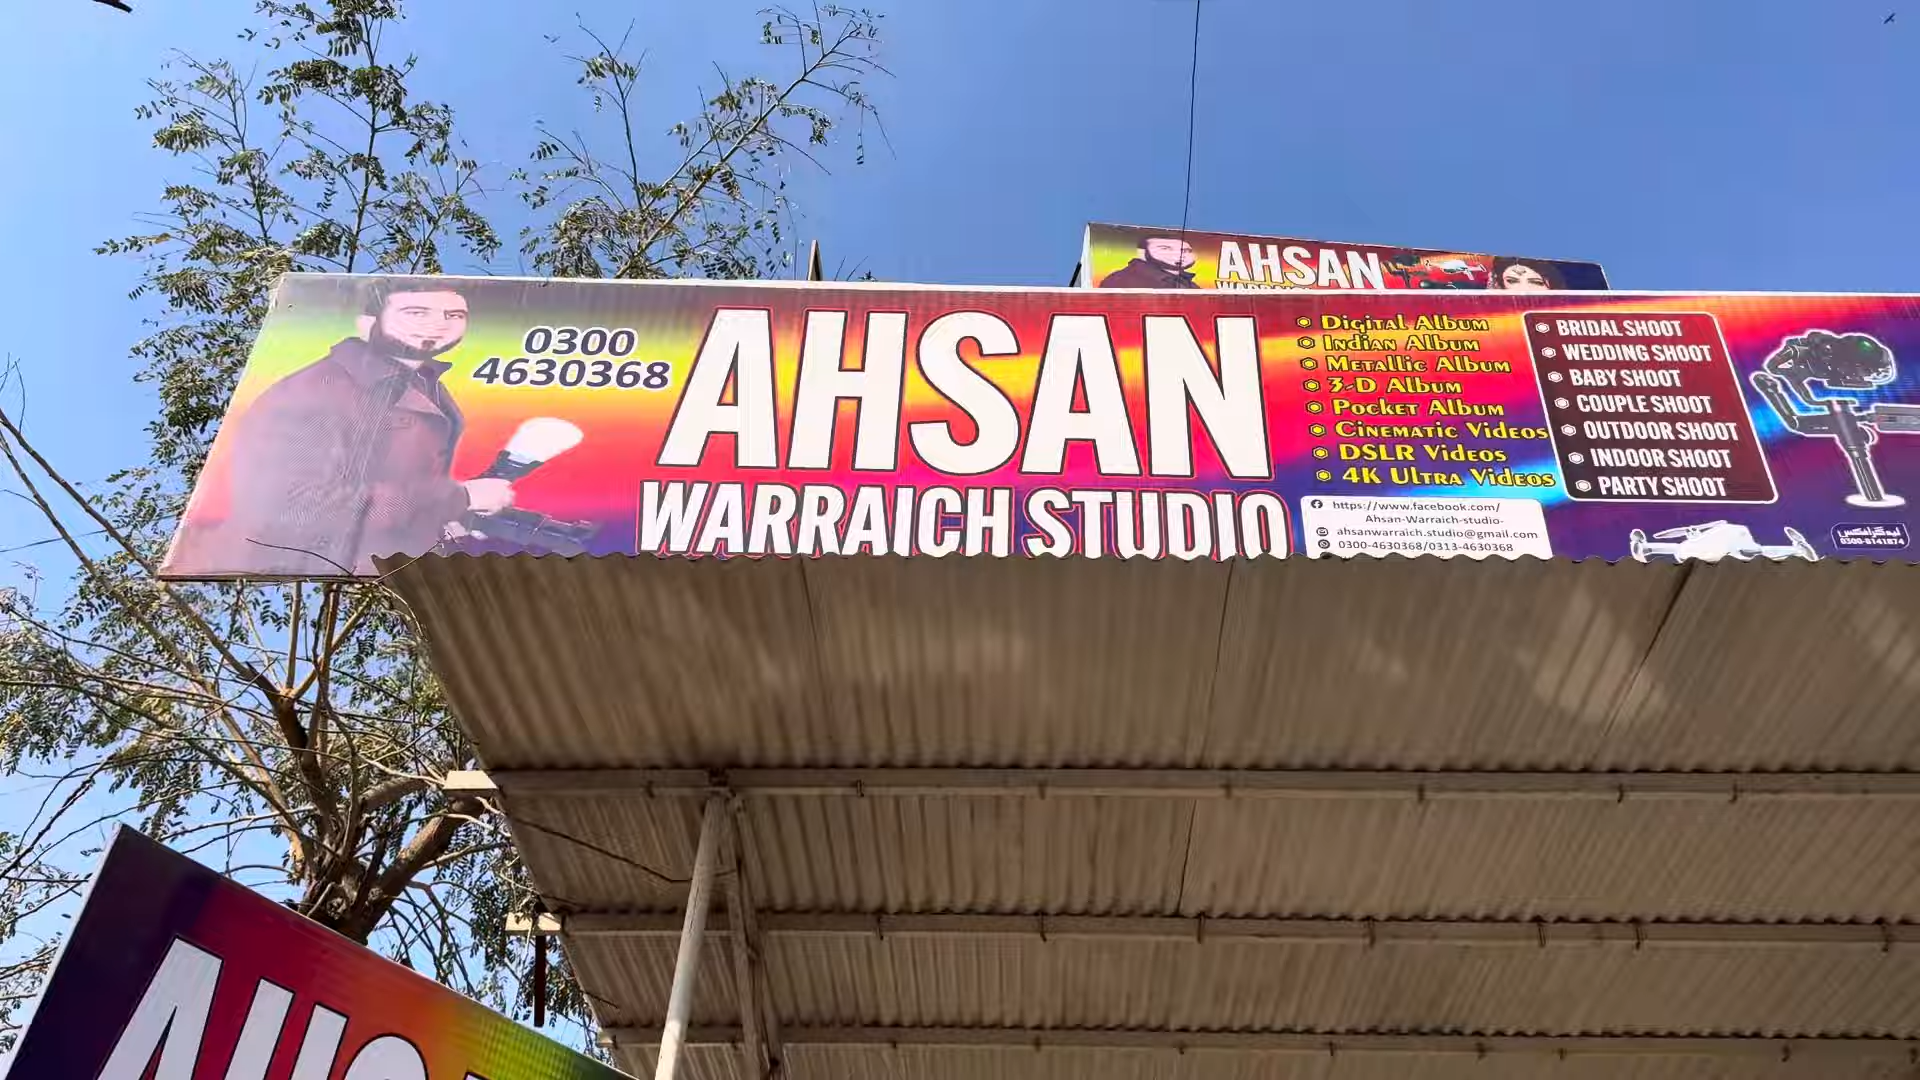 AHSAN
0300
4630368
AHSAN
WARRAICH STUDIO
Digital Album
Indian Album
Metallic Album
3-D Album
Pocket Album
Cinematic Videos
DSLR Videos
4K Ultra Videos
https://www.facebook.com/
Ahsan-Warraich-studio-
ahsanwarraich.studio@gmail.com
0300-4630368/0313-4630368
BRIDAL SHOOT
WEDDING SHOOT
BABY SHOOT
COUPLE SHOOT
OUTDOOR SHOOT
INDOOR SHOOT
PARTY SHOOT